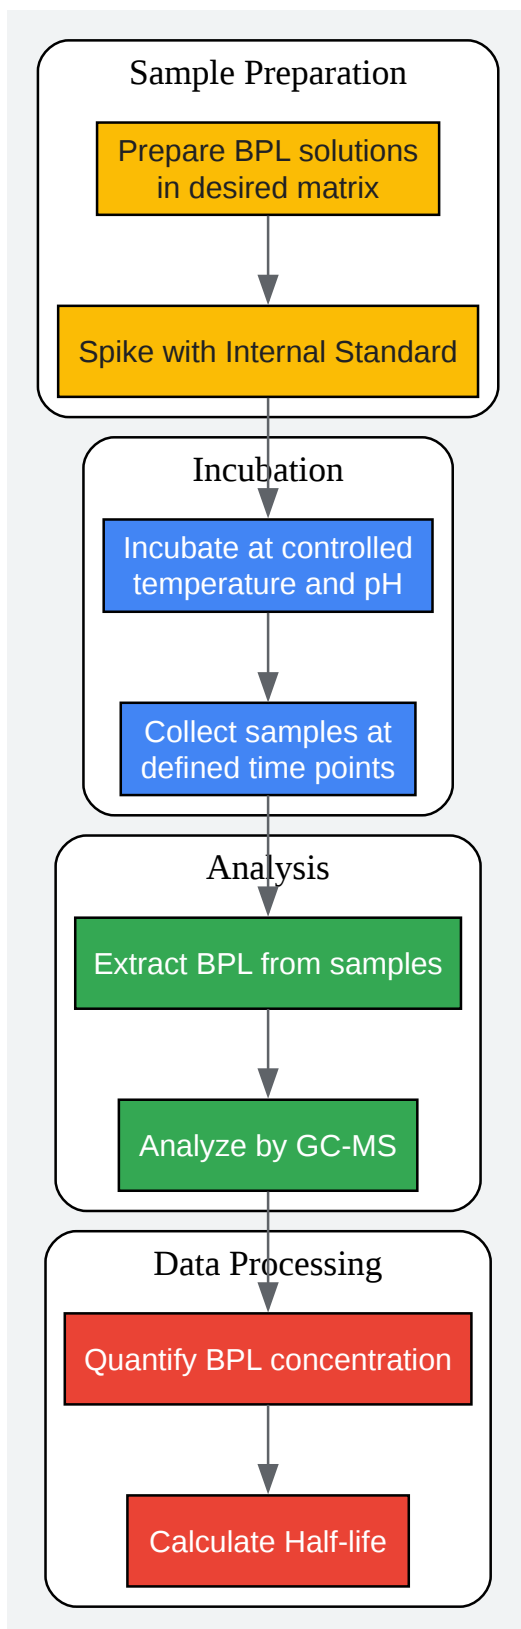 Sample Preparation
Prepare BPL solutions
in desired matrix
Spike with Internal Standard
Incubation
Incubate at controlled
temperature and pH
Collect samples at
defined time points
Analysis
Extract BPL from samples
Analyze by GC-MS
Data Processing
Quantify BPL concentration
Calculate Half-life